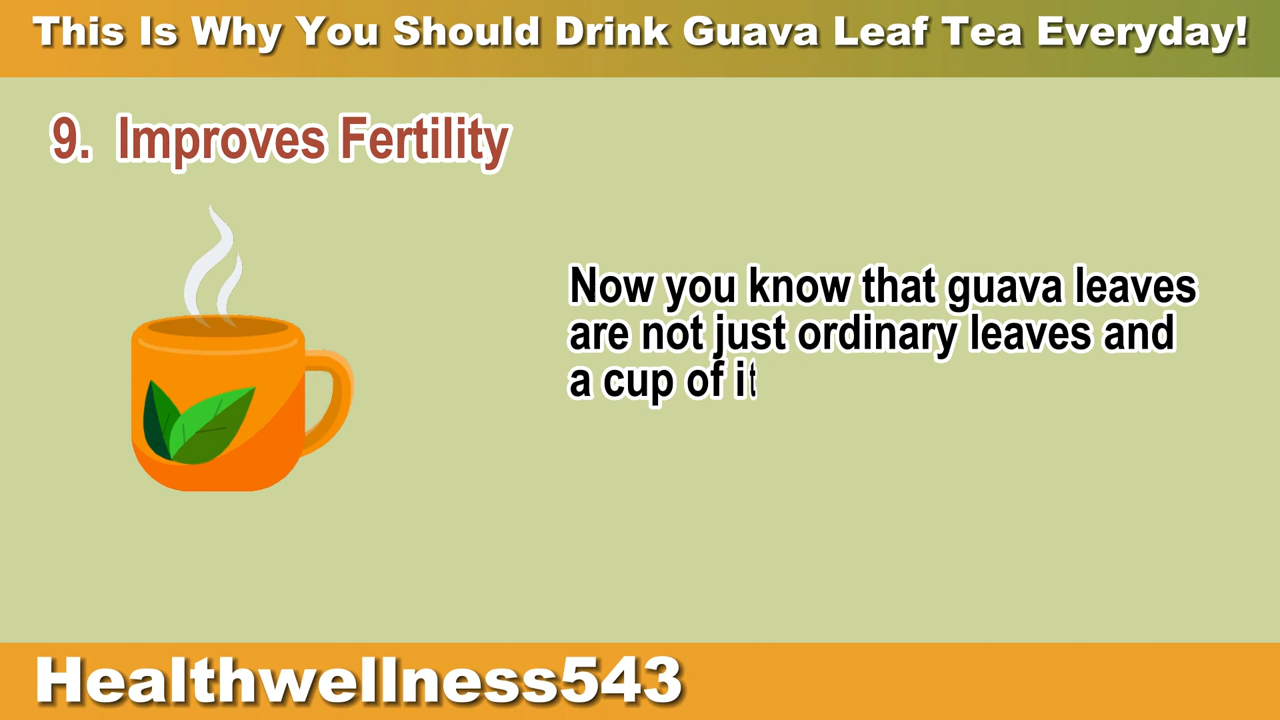 This Is Why You Should Drink Guava Leaf Tea Everyday!
9. Improves Fertility
Now you know that guava leaves
are not just ordinary leaves and
a cup of it
Healthwellness543